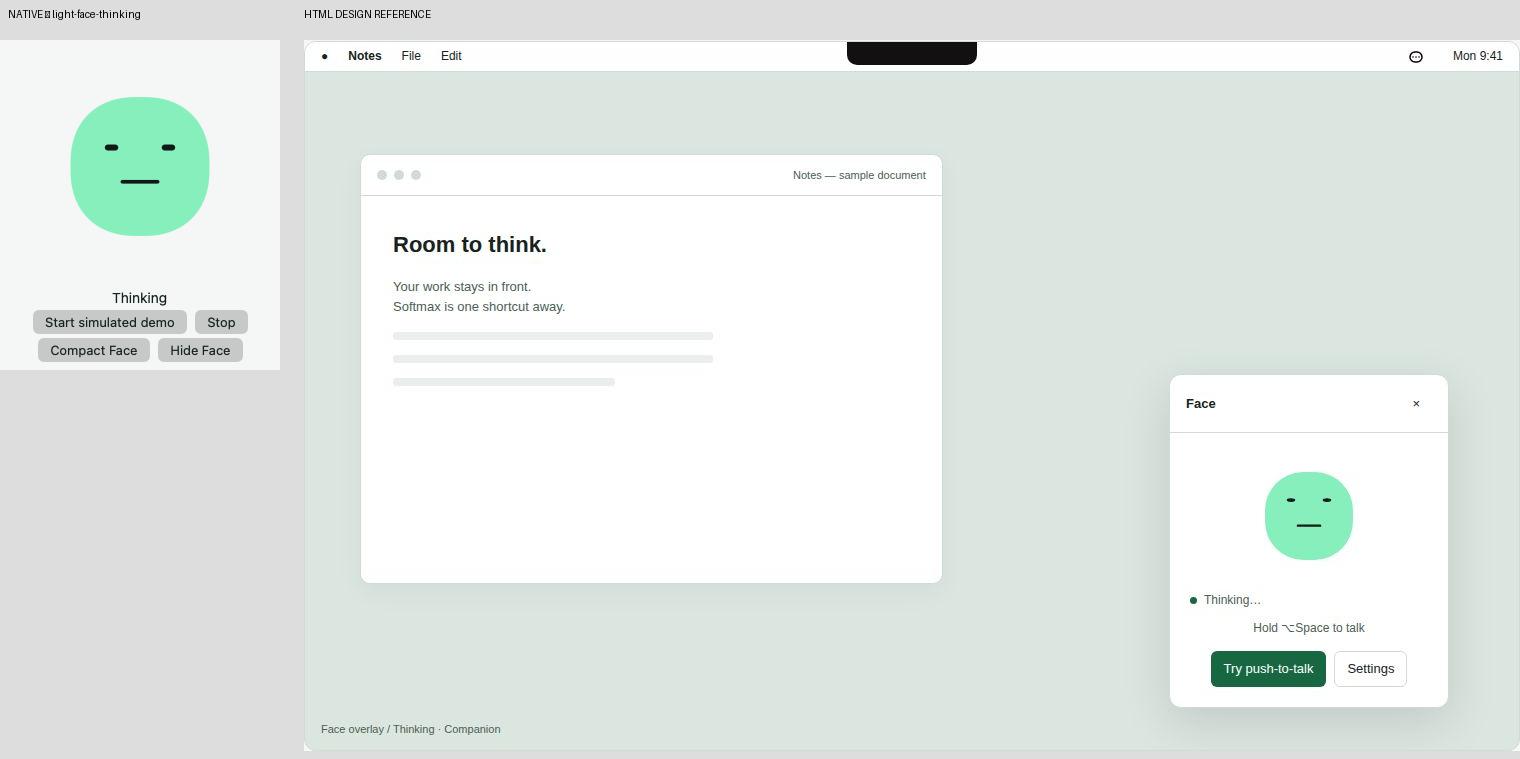 NATIVE light-face-thinking
HTML DESIGN REFERENCE
Notes File Edit
Mon 9:41
Notes — sample document
Room to think.
Your work stays in front.
Softmax is one shortcut away.
Thinking
Start simulated demo
Stop
Compact Face
Hide Face
Face
×
Thinking…
Hold ⌥Space to talk
Try push-to-talk
Settings
Face overlay / Thinking · Companion